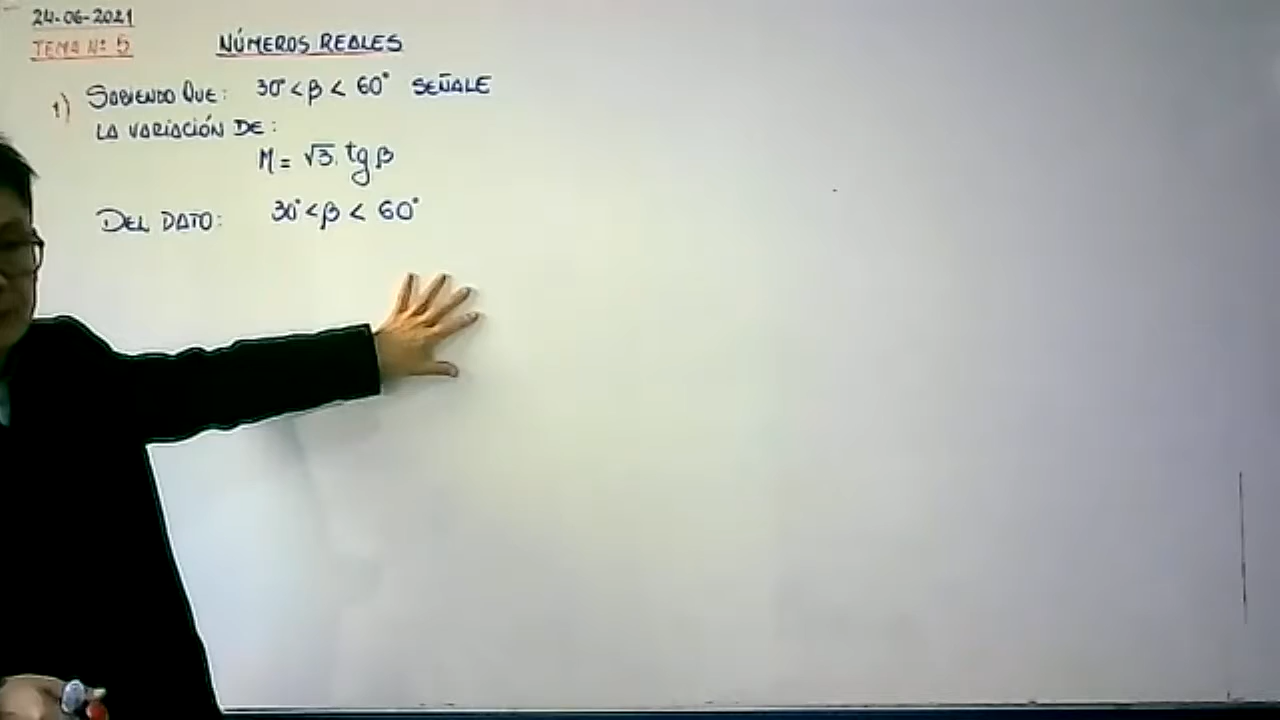 24-06-2021
TEMA Nº 5
NÚMEROS REALES
1) SABIENDO QUE: 30° < β < 60° SEÑALE
LA VARIACIÓN DE:
M = √3 . tg β
DEL DATO: 30° < β < 60°